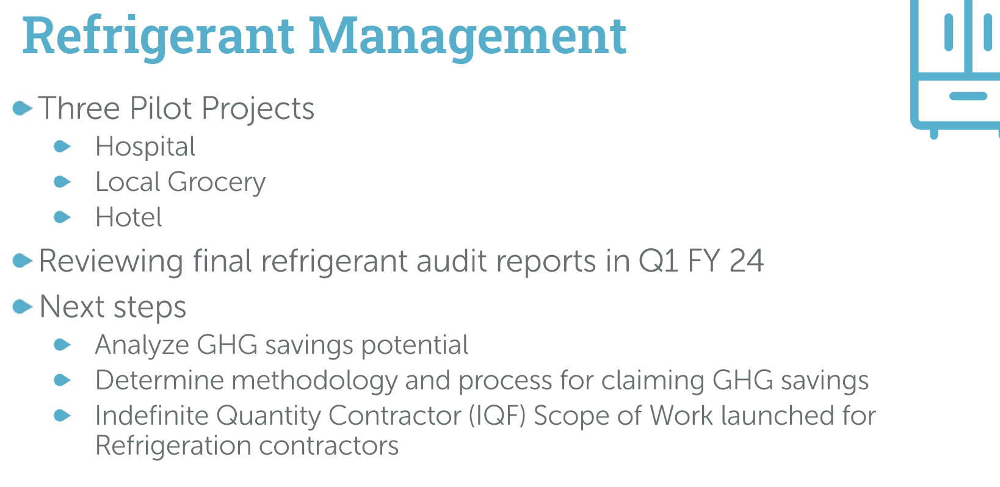 Refrigerant Management
Three Pilot Projects
Hospital
Local Grocery
Hotel
Reviewing final refrigerant audit reports in Q1 FY 24
Next steps
Analyze GHG savings potential
Determine methodology and process for claiming GHG savings
Indefinite Quantity Contractor (IQF) Scope of Work launched for
Refrigeration contractors